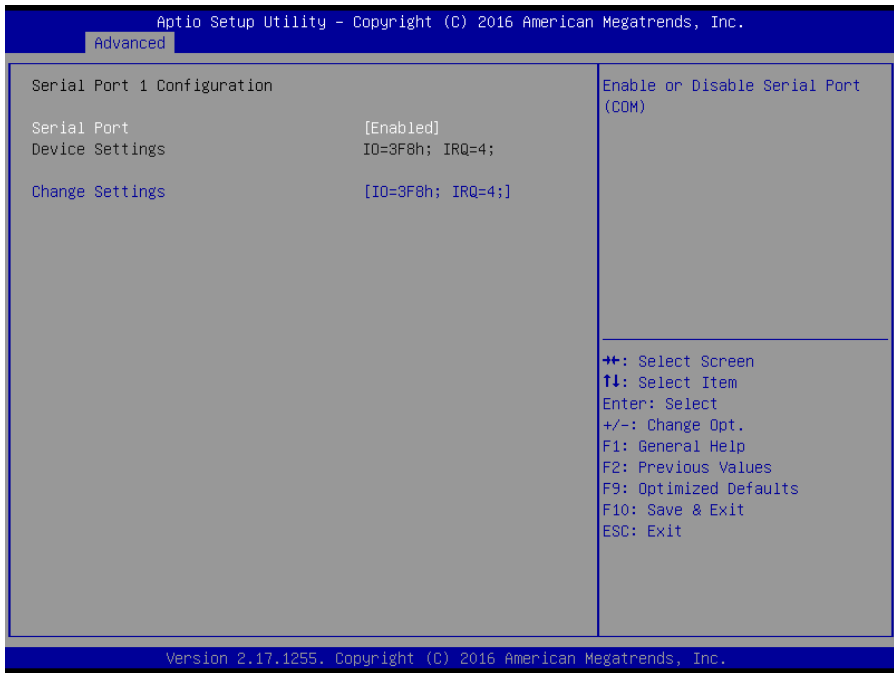 Aptio Setup Utility – Copyright (C) 2016 American Megatrends, Inc.
Advanced
Serial Port 1 Configuration
Serial Port [Enabled]
Device Settings IO=3F8h; IRQ=4;
Change Settings [IO=3F8h; IRQ=4;]
Enable or Disable Serial Port
(COM)
→←: Select Screen
↑↓: Select Item
Enter: Select
+/-: Change Opt.
F1: General Help
F2: Previous Values
F9: Optimized Defaults
F10: Save & Exit
ESC: Exit
Version 2.17.1255. Copyright (C) 2016 American Megatrends, Inc.